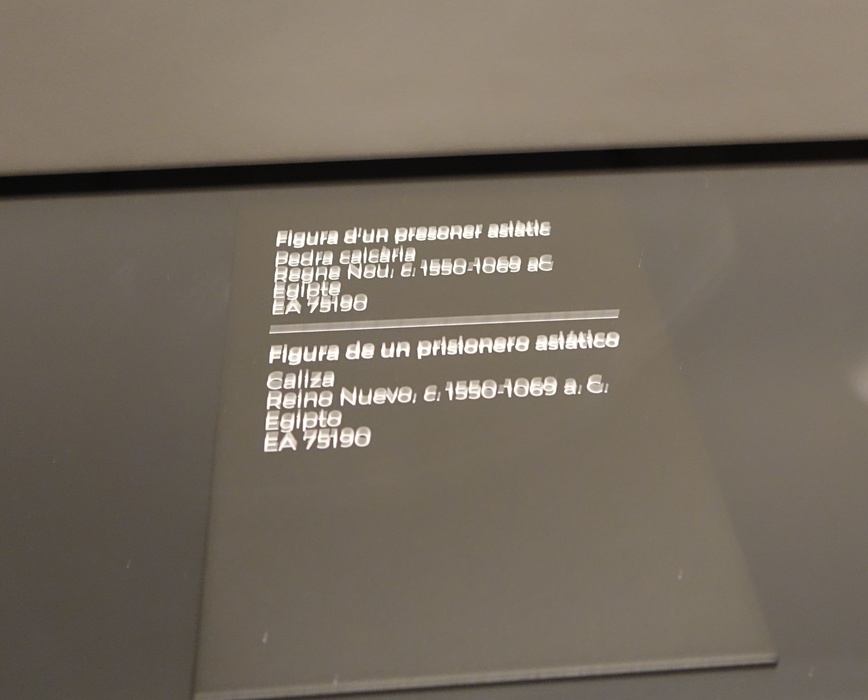 Figura d'un presoner asiàtic
Pedra calcària
Regne Nou, c. 1550-1069 aC
Egipte
EA 75190
Figura de un prisionero asiático
Caliza
Reino Nuevo, c. 1550-1069 a. C.
Egipto
EA 75190